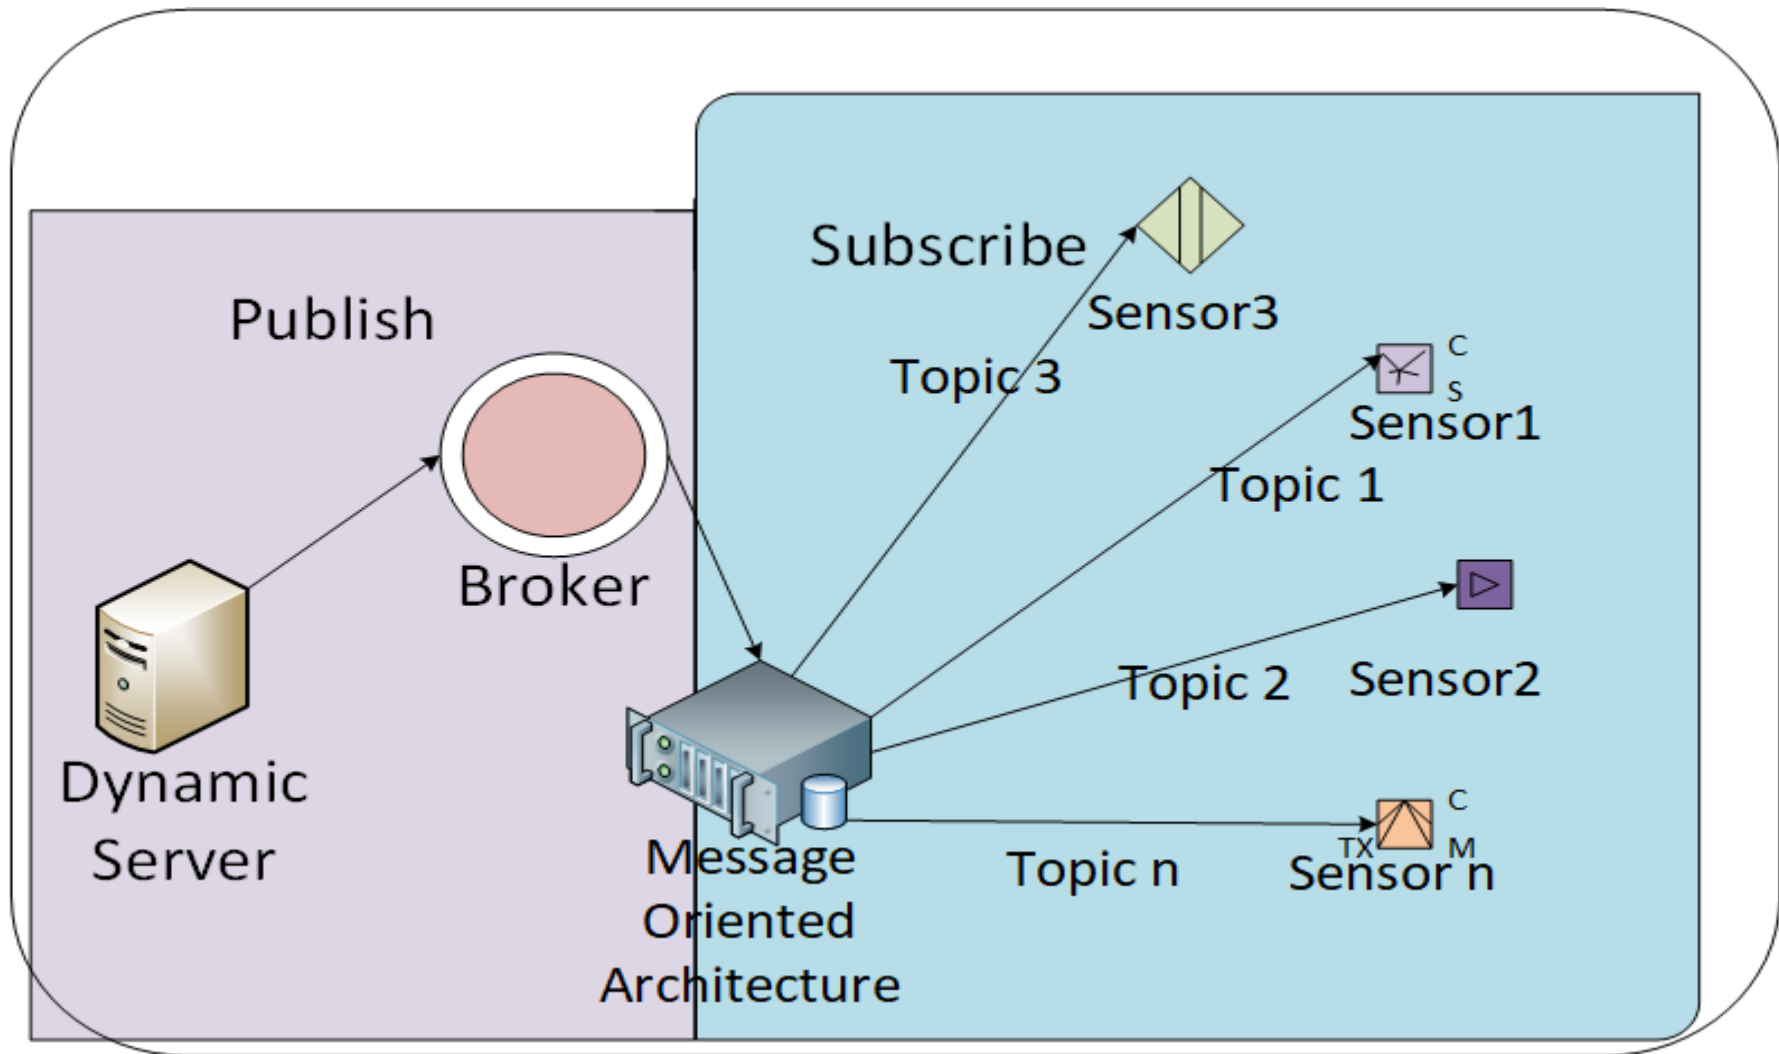 Publish
Broker
Dynamic
Server
Message
Oriented
Architecture
Subscribe
Sensor3
Topic 3
C
S
Sensor1
Topic 1
Topic 2
Sensor2
C
TX
M
Topic n
Sensor n